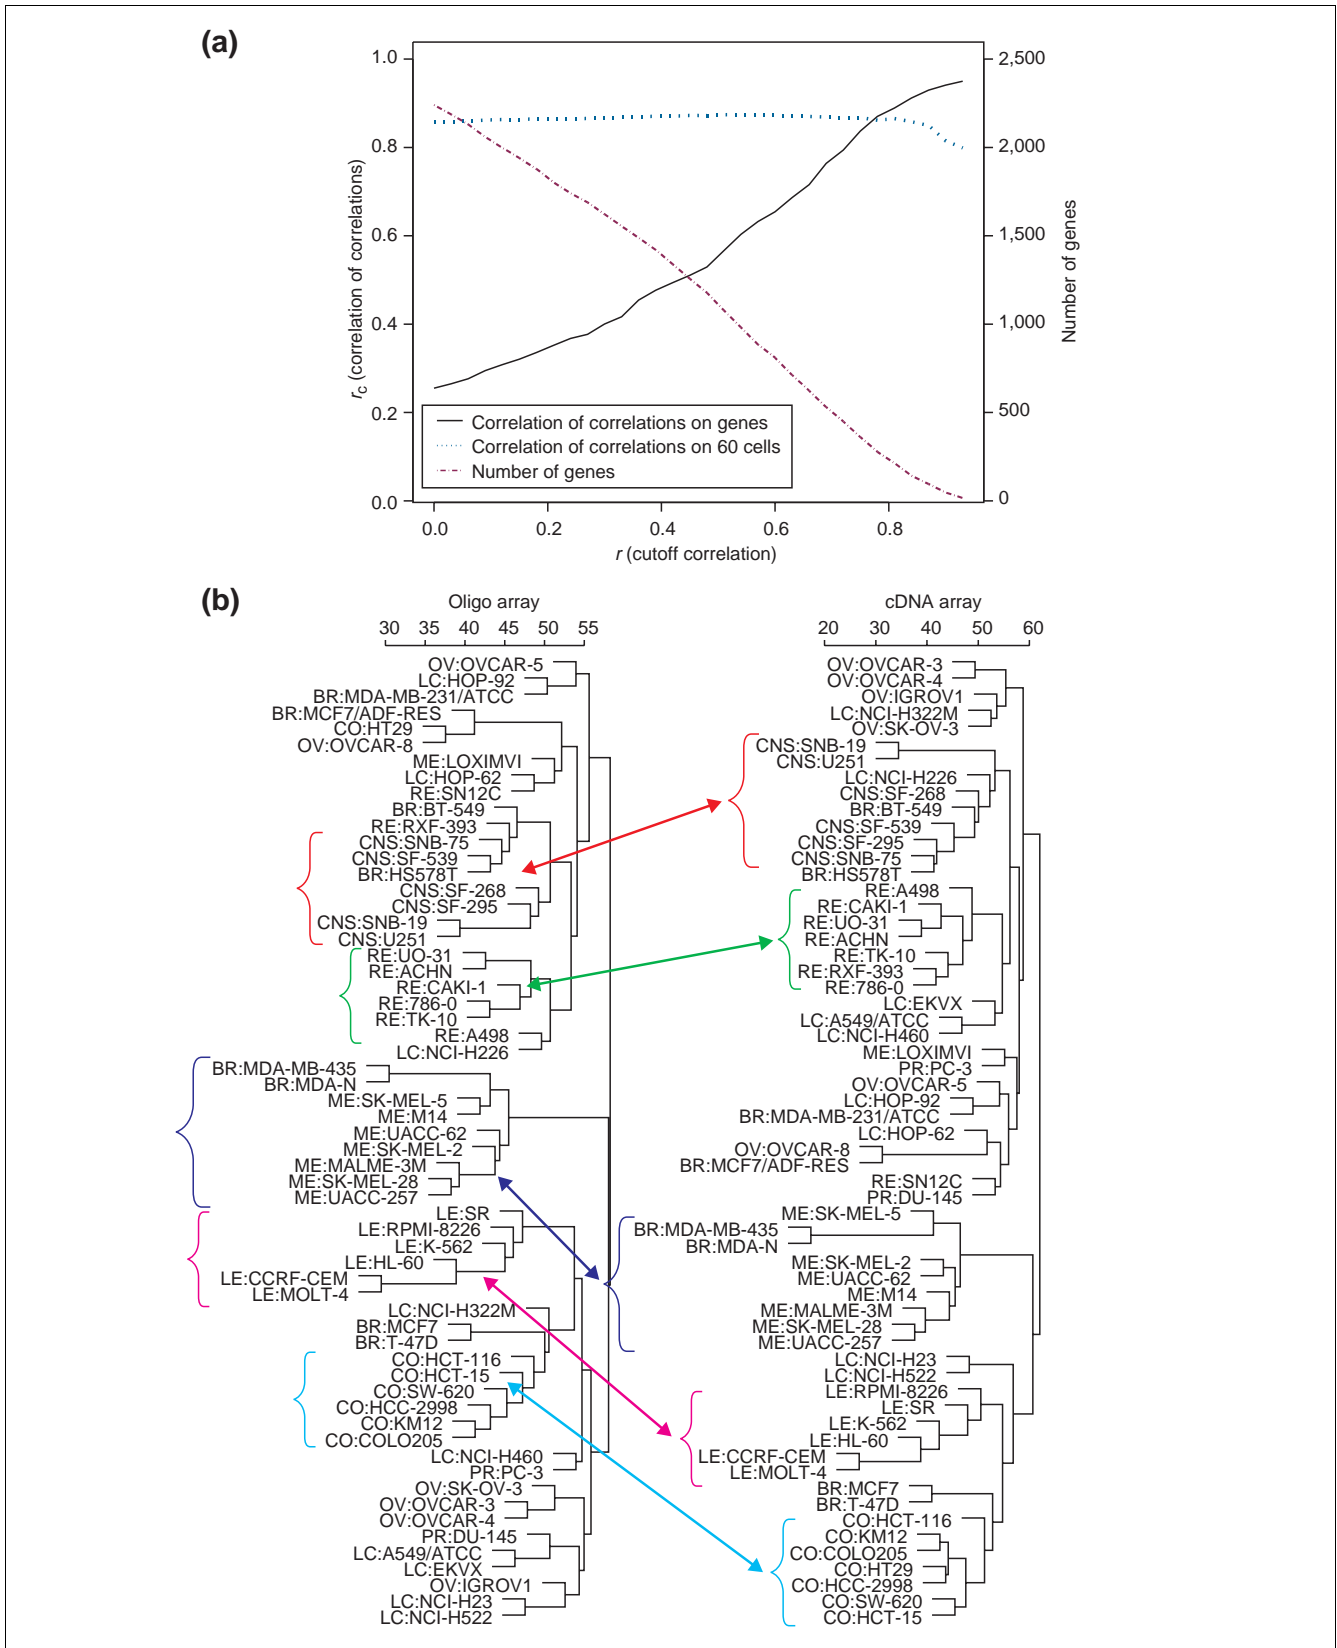 (a)
1.0
0.8
0.6
0.4
0.2
0.0
rc (correlation of correlations)
2,500
2,000
1,500
1,000
500
0
Number of genes
Correlation of correlations on genes
Correlation of correlations on 60 cells
Number of genes
0.0 0.2 0.4 0.6 0.8
r (cutoff correlation)
(b)
Oligo array
30 35 40 45 50 55
OV:OVCAR-5
LC:HOP-92
BR:MDA-MB-231/ATCC
BR:MCF7/ADF-RES
CO:HT29
OV:OVCAR-8
ME:LOXIMVI
LC:HOP-62
RE:SN12C
BR:BT-549
RE:RXF-393
CNS:SNB-75
CNS:SF-539
BR:HS578T
CNS:SF-268
CNS:SF-295
CNS:SNB-19
CNS:U251
RE:UO-31
RE:ACHN
RE:CAKI-1
RE:786-0
RE:TK-10
RE:A498
LC:NCI-H226
BR:MDA-MB-435
BR:MDA-N
ME:SK-MEL-5
ME:M14
ME:UACC-62
ME:SK-MEL-2
ME:MALME-3M
ME:SK-MEL-28
ME:UACC-257
LE:SR
LE:RPMI-8226
LE:K-562
LE:HL-60
LE:CCRF-CEM
LE:MOLT-4
LC:NCI-H322M
BR:MCF7
BR:T-47D
CO:HCT-116
CO:HCT-15
CO:SW-620
CO:HCC-2998
CO:KM12
CO:COLO205
LC:NCI-H460
PR:PC-3
OV:SK-OV-3
OV:OVCAR-3
OV:OVCAR-4
PR:DU-145
LC:A549/ATCC
LC:EKVX
OV:IGROV1
LC:NCI-H23
LC:NCI-H522
cDNA array
20 30 40 50 60
OV:OVCAR-3
OV:OVCAR-4
OV:IGROV1
LC:NCI-H322M
OV:SK-OV-3
CNS:SNB-19
CNS:U251
LC:NCI-H226
CNS:SF-268
BR:BT-549
CNS:SF-539
CNS:SF-295
CNS:SNB-75
BR:HS578T
RE:A498
RE:CAKI-1
RE:UO-31
RE:ACHN
RE:TK-10
RE:RXF-393
RE:786-0
LC:EKVX
LC:A549/ATCC
LC:NCI-H460
ME:LOXIMVI
PR:PC-3
OV:OVCAR-5
LC:HOP-92
BR:MDA-MB-231/ATCC
LC:HOP-62
OV:OVCAR-8
BR:MCF7/ADF-RES
RE:SN12C
PR:DU-145
ME:SK-MEL-5
BR:MDA-MB-435
BR:MDA-N
ME:SK-MEL-2
ME:UACC-62
ME:M14
ME:MALME-3M
ME:SK-MEL-28
ME:UACC-257
LC:NCI-H23
LC:NCI-H522
LE:RPMI-8226
LE:SR
LE:K-562
LE:HL-60
LE:CCRF-CEM
LE:MOLT-4
BR:MCF7
BR:T-47D
CO:HCT-116
CO:KM12
CO:COLO205
CO:HT29
CO:HCC-2998
CO:SW-620
CO:HCT-15